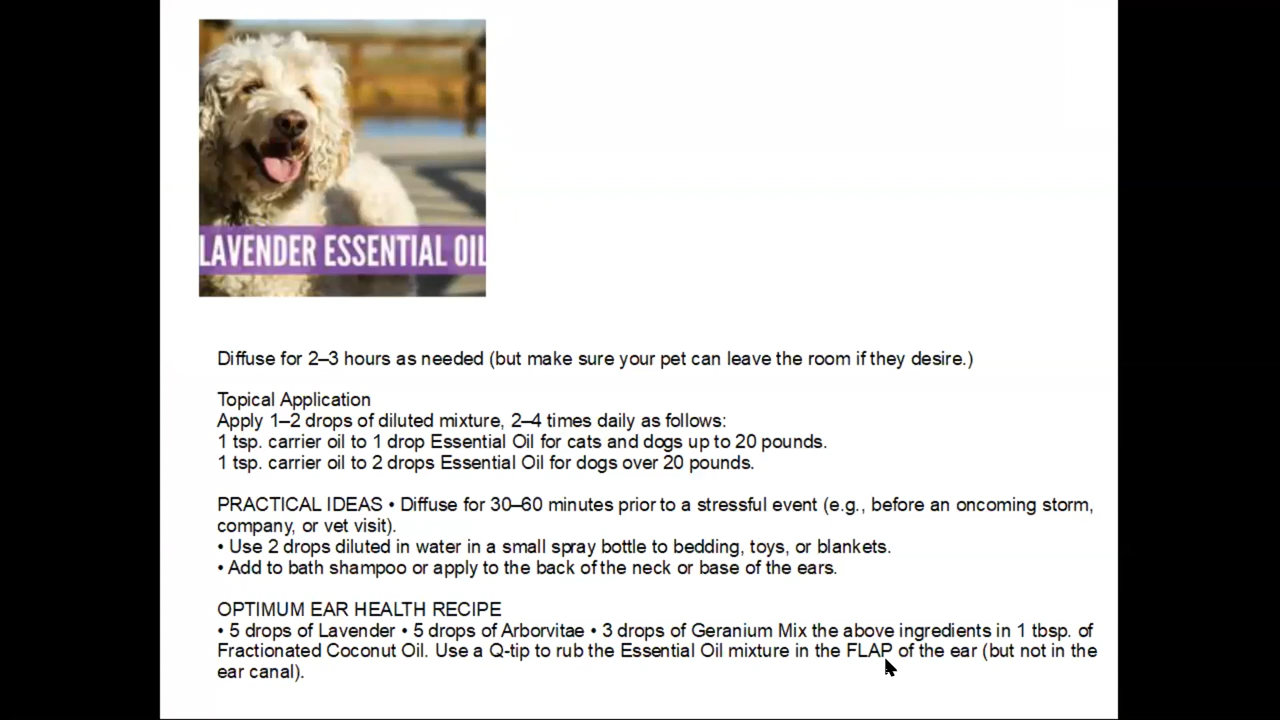 LAVENDER ESSENTIAL OIL
Diffuse for 2–3 hours as needed (but make sure your pet can leave the room if they desire.)
Topical Application
Apply 1–2 drops of diluted mixture, 2–4 times daily as follows:
1 tsp. carrier oil to 1 drop Essential Oil for cats and dogs up to 20 pounds.
1 tsp. carrier oil to 2 drops Essential Oil for dogs over 20 pounds.
PRACTICAL IDEAS • Diffuse for 30–60 minutes prior to a stressful event (e.g., before an oncoming storm,
company, or vet visit).
• Use 2 drops diluted in water in a small spray bottle to bedding, toys, or blankets.
• Add to bath shampoo or apply to the back of the neck or base of the ears.
OPTIMUM EAR HEALTH RECIPE
• 5 drops of Lavender • 5 drops of Arborvitae • 3 drops of Geranium Mix the above ingredients in 1 tbsp. of
Fractionated Coconut Oil. Use a Q-tip to rub the Essential Oil mixture in the FLAP of the ear (but not in the
ear canal).